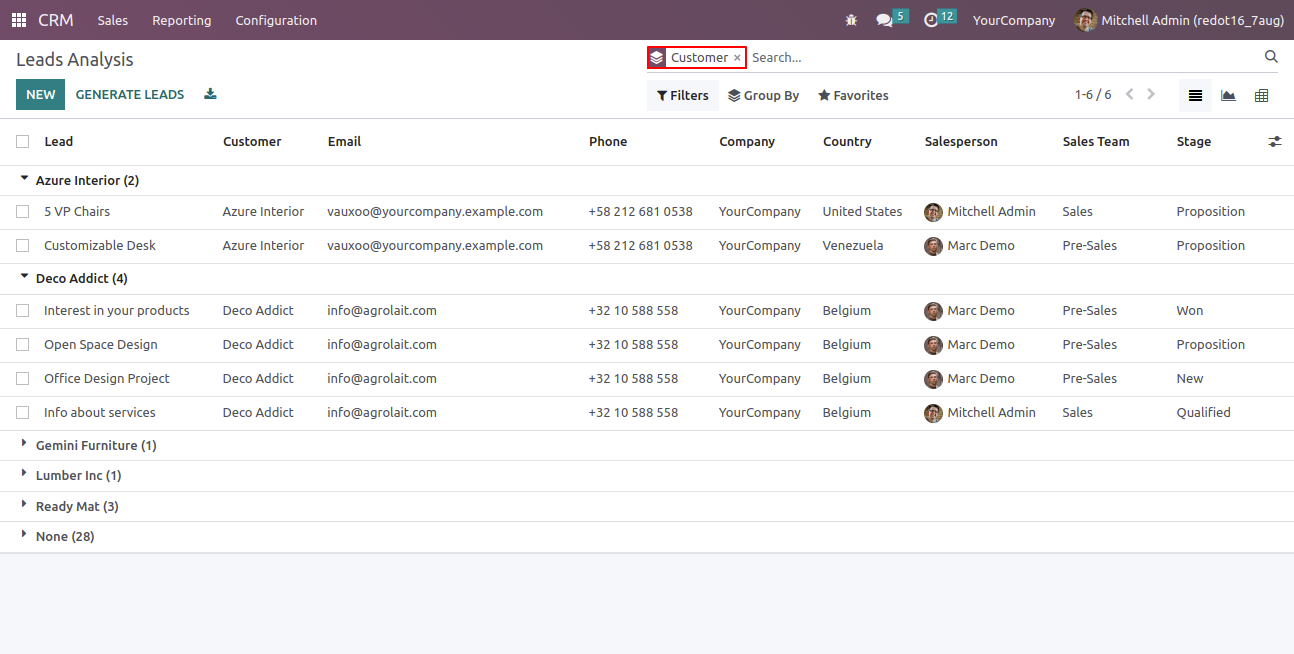 CRM Sales Reporting Configuration 5 12 YourCompany Mitchell Admin (redot16_7aug)
Leads Analysis Customer × Search...
NEW GENERATE LEADS Filters Group By Favorites 1-6 / 6
Lead Customer Email Phone Company Country Salesperson Sales Team Stage
Azure Interior (2)
5 VP Chairs Azure Interior vauxoo@yourcompany.example.com +58 212 681 0538 YourCompany United States Mitchell Admin Sales Proposition
Customizable Desk Azure Interior vauxoo@yourcompany.example.com +58 212 681 0538 YourCompany Venezuela Marc Demo Pre-Sales Proposition
Deco Addict (4)
Interest in your products Deco Addict info@agrolait.com +32 10 588 558 YourCompany Belgium Marc Demo Pre-Sales Won
Open Space Design Deco Addict info@agrolait.com +32 10 588 558 YourCompany Belgium Marc Demo Pre-Sales Proposition
Office Design Project Deco Addict info@agrolait.com +32 10 588 558 YourCompany Belgium Marc Demo Pre-Sales New
Info about services Deco Addict info@agrolait.com +32 10 588 558 YourCompany Belgium Mitchell Admin Sales Qualified
Gemini Furniture (1)
Lumber Inc (1)
Ready Mat (3)
None (28)